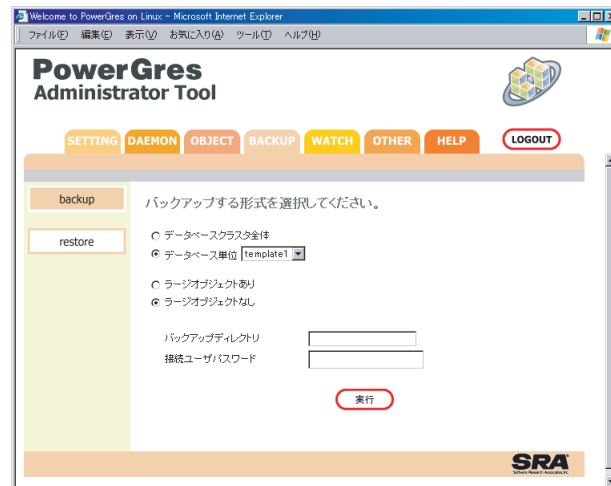 Welcome to PowerGres on Linux - Microsoft Internet Explorer
ファイル(F) 編集(E) 表示(V) お気に入り(A) ツール(T) ヘルプ(H)
PowerGres
Administrator Tool
SETTING DAEMON OBJECT BACKUP WATCH OTHER HELP LOGOUT
backup
restore
バックアップする形式を選択してください。
データベースクラスタ全体
データベース単位 template1
ラージオブジェクトあり
ラージオブジェクトなし
バックアップディレクトリ
接続ユーザパスワード
実行
SRA
Software Research Associates, Inc.